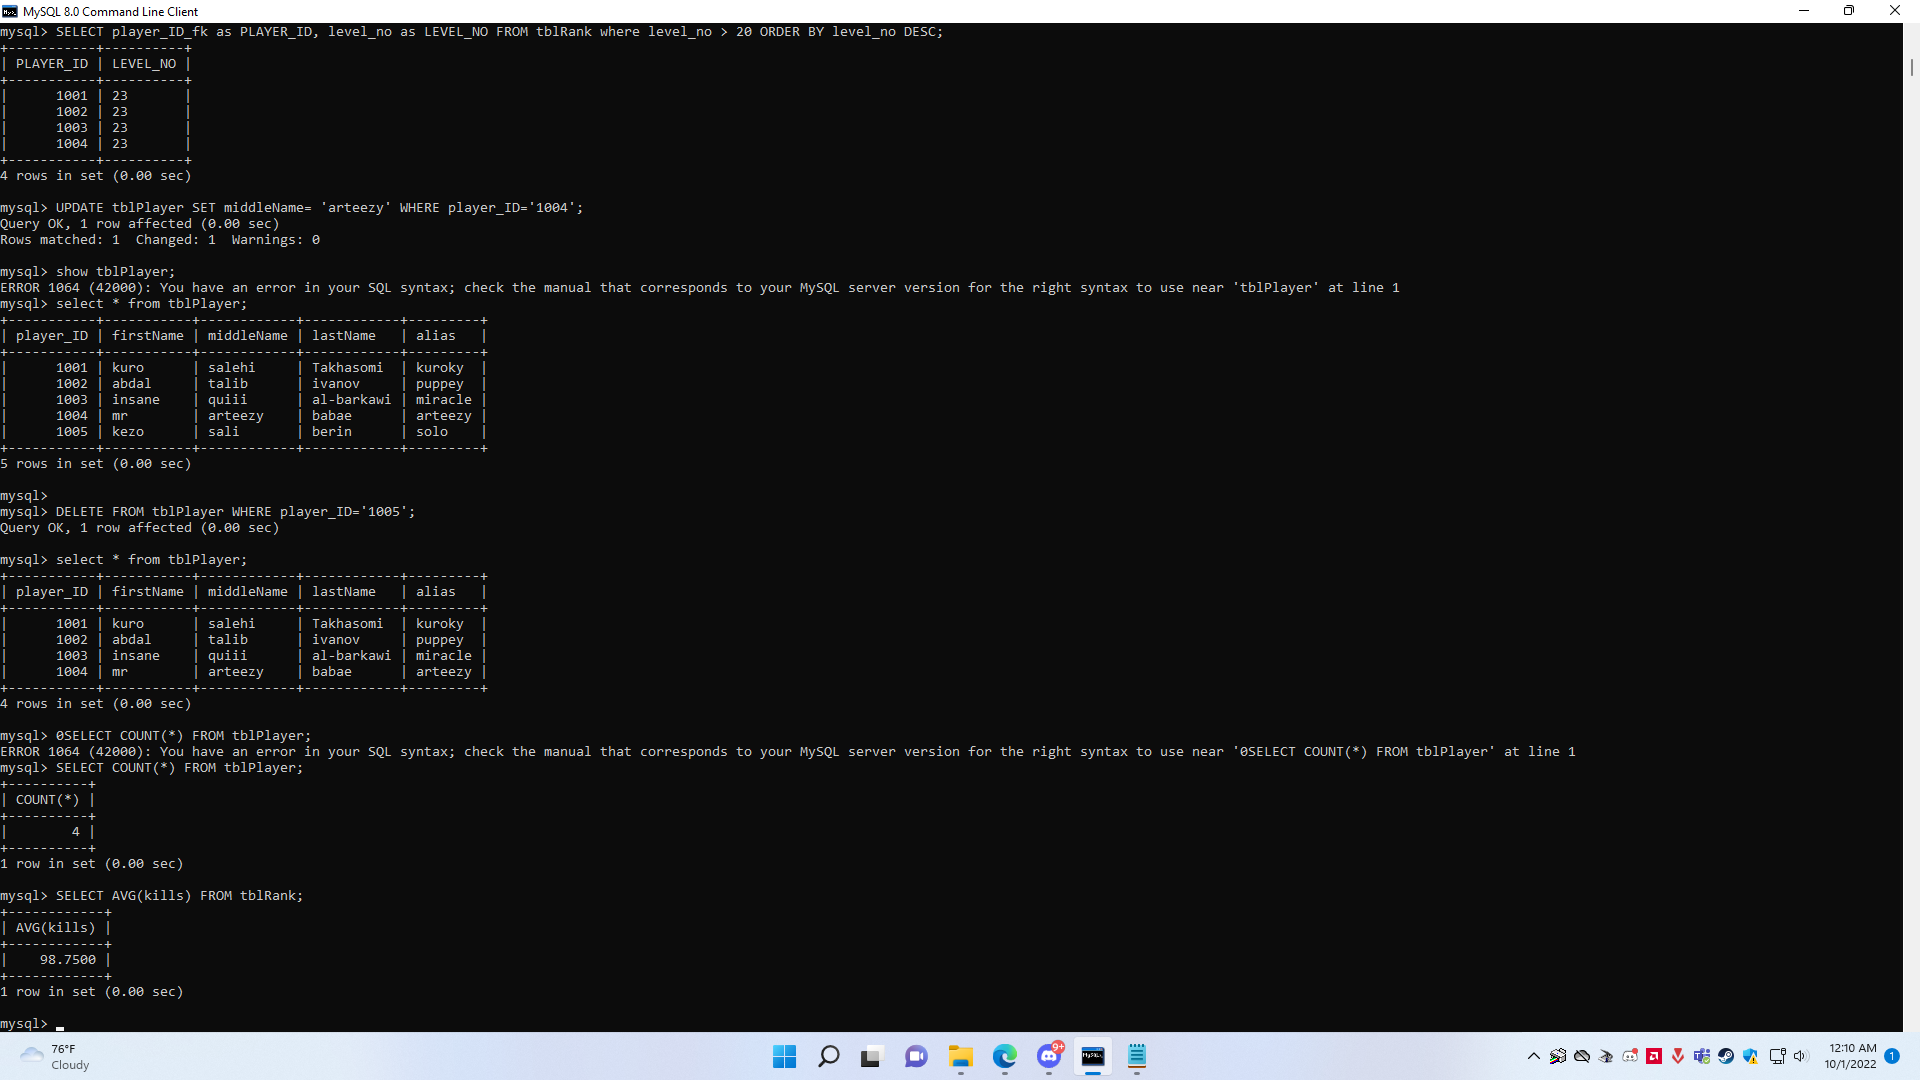 MySQL 8.0 Command Line Client
mysql> SELECT player_ID_fk as PLAYER_ID, level_no as LEVEL_NO FROM tblRank where level_no > 20 ORDER BY level_no DESC;
+-----------+----------+
| PLAYER_ID | LEVEL_NO |
+-----------+----------+
|      1001 | 23       |
|      1002 | 23       |
|      1003 | 23       |
|      1004 | 23       |
+-----------+----------+
4 rows in set (0.00 sec)
mysql> UPDATE tblPlayer SET middleName= 'arteezy' WHERE player_ID='1004';
Query OK, 1 row affected (0.00 sec)
Rows matched: 1  Changed: 1  Warnings: 0
mysql> show tblPlayer;
ERROR 1064 (42000): You have an error in your SQL syntax; check the manual that corresponds to your MySQL server version for the right syntax to use near 'tblPlayer' at line 1
mysql> select * from tblPlayer;
+-----------+-----------+------------+------------+---------+
| player_ID | firstName | middleName | lastName   | alias   |
+-----------+-----------+------------+------------+---------+
|      1001 | kuro      | salehi     | Takhasomi  | kuroky  |
|      1002 | abdal     | talib      | ivanov     | puppey  |
|      1003 | insane    | quiii      | al-barkawi | miracle |
|      1004 | mr        | arteezy    | babae      | arteezy |
|      1005 | kezo      | sali       | berin      | solo    |
+-----------+-----------+------------+------------+---------+
5 rows in set (0.00 sec)
mysql>
mysql> DELETE FROM tblPlayer WHERE player_ID='1005';
Query OK, 1 row affected (0.00 sec)
mysql> select * from tblPlayer;
+-----------+-----------+------------+------------+---------+
| player_ID | firstName | middleName | lastName   | alias   |
+-----------+-----------+------------+------------+---------+
|      1001 | kuro      | salehi     | Takhasomi  | kuroky  |
|      1002 | abdal     | talib      | ivanov     | puppey  |
|      1003 | insane    | quiii      | al-barkawi | miracle |
|      1004 | mr        | arteezy    | babae      | arteezy |
+-----------+-----------+------------+------------+---------+
4 rows in set (0.00 sec)
mysql> 0SELECT COUNT(*) FROM tblPlayer;
ERROR 1064 (42000): You have an error in your SQL syntax; check the manual that corresponds to your MySQL server version for the right syntax to use near '0SELECT COUNT(*) FROM tblPlayer' at line 1
mysql> SELECT COUNT(*) FROM tblPlayer;
+----------+
| COUNT(*) |
+----------+
|        4 |
+----------+
1 row in set (0.00 sec)
mysql> SELECT AVG(kills) FROM tblRank;
+------------+
| AVG(kills) |
+------------+
|    98.7500 |
+------------+
1 row in set (0.00 sec)
mysql>
76°F
Cloudy
9+
MySQL
12:10 AM
10/1/2022
1